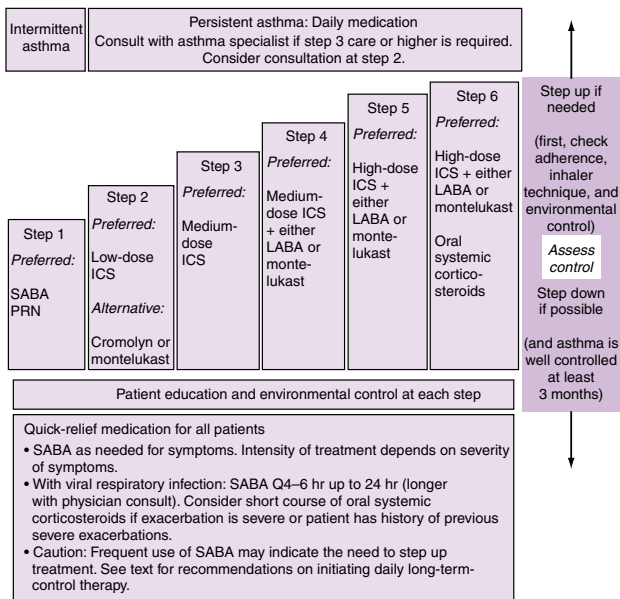 Intermittent
asthma
Persistent asthma: Daily medication
Consult with asthma specialist if step 3 care or higher is required.
Consider consultation at step 2.
Step 1
Preferred:
SABA
PRN
Step 2
Preferred:
Low-dose
ICS
Alternative:
Cromolyn or
montelukast
Step 3
Preferred:
Medium-
dose
ICS
Step 4
Preferred:
Medium-
dose ICS
+ either
LABA or
monte-
lukast
Step 5
Preferred:
High-dose
ICS +
either
LABA or
monte-
lukast
Step 6
Preferred:
High-dose
ICS + either
LABA or
montelukast
Oral
systemic
cortico-
steroids
Step up if
needed
(first, check
adherence,
inhaler
technique, and
environmental
control)
Assess
control
Step down
if possible
(and asthma is
well controlled
at least
3 months)
Patient education and environmental control at each step
Quick-relief medication for all patients
• SABA as needed for symptoms. Intensity of treatment depends on severity
of symptoms.
• With viral respiratory infection: SABA Q4–6 hr up to 24 hr (longer
with physician consult). Consider short course of oral systemic
corticosteroids if exacerbation is severe or patient has history of previous
severe exacerbations.
• Caution: Frequent use of SABA may indicate the need to step up
treatment. See text for recommendations on initiating daily long-term-
control therapy.